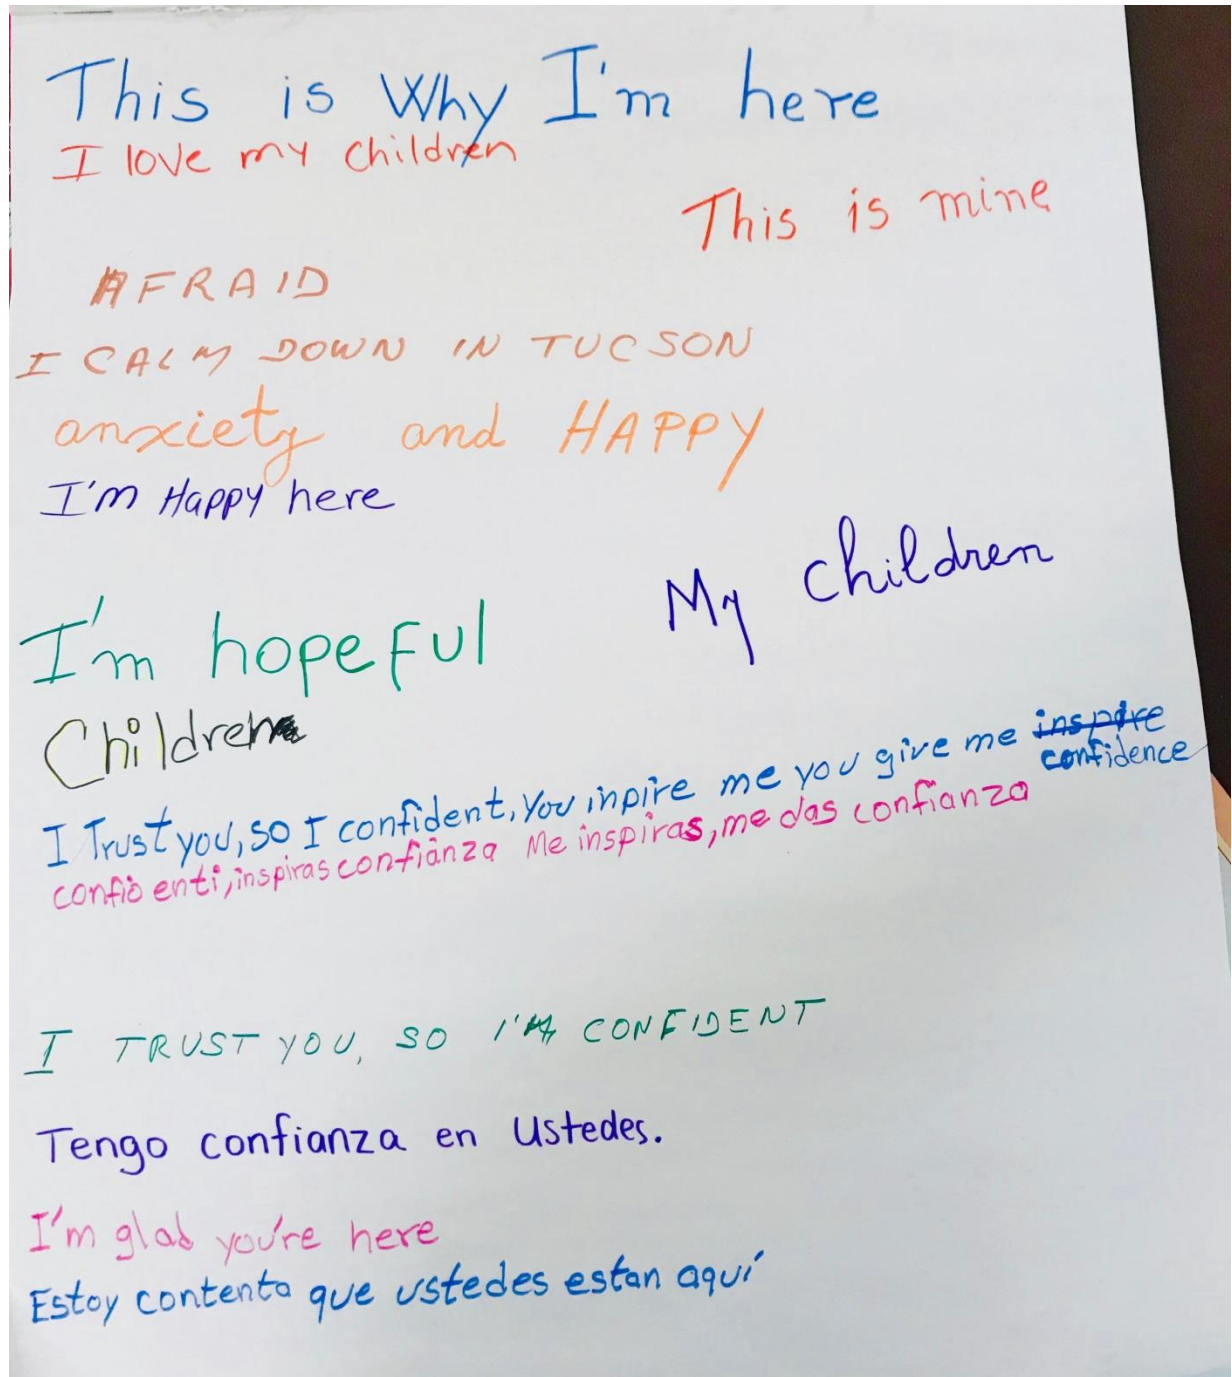 This is Why I'm here
I love my children
This is mine
AFRAID
I CALM DOWN IN TUCSON
anxiety and HAPPY
I'm Happy here
My children
I'm hopeful
Children
I Trust you, so I confident, You inpire me you give me inspire
confidence
confio enti, inspiras confianza Me inspiras, me das confianza
I TRUST YOU, SO I'M CONFIDENT
Tengo confianza en ustedes.
I'm glad you're here
Estoy contenta que ustedes estan aquí